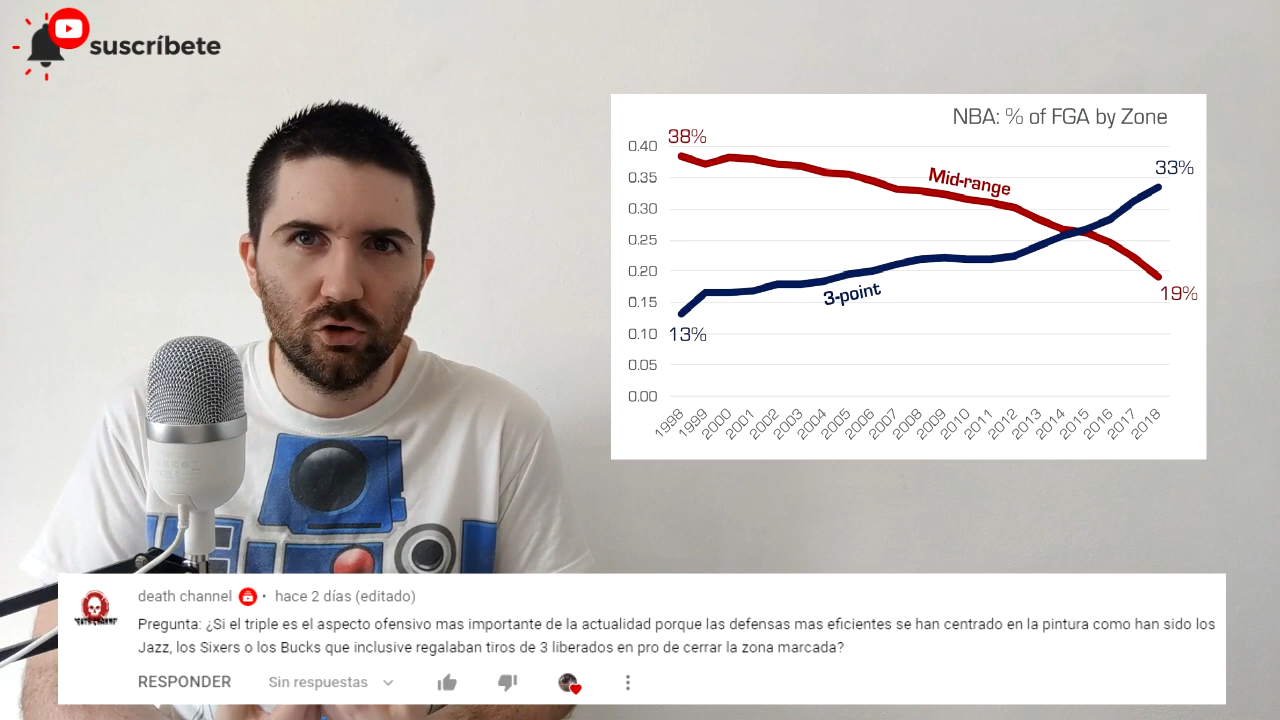 suscríbete
NBA: % of FGA by Zone
38%
0.40
33%
0.35
Mid-range
0.30
0.25
0.20
3-point
19%
0.15
13%
0.10
0.05
0.00
1998 1999 2000 2001 2002 2003 2004 2005 2006 2007 2008 2009 2010 2011 2012 2013 2014 2015 2016 2017 2018
death channel • hace 2 días (editado)
Pregunta: ¿Si el triple es el aspecto ofensivo mas importante de la actualidad porque las defensas mas eficientes se han centrado en la pintura como han sido los
Jazz, los Sixers o los Bucks que inclusive regalaban tiros de 3 liberados en pro de cerrar la zona marcada?
RESPONDER Sin respuestas